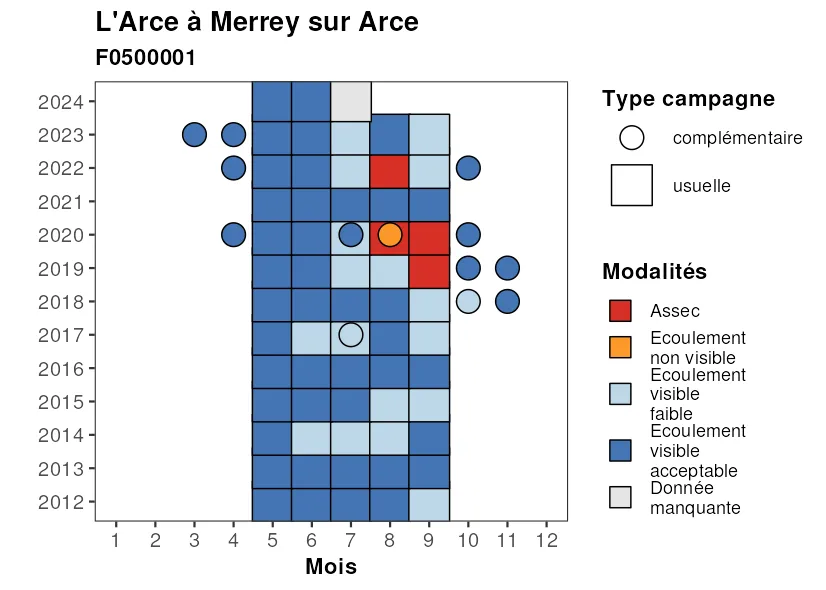 L'Arce à Merrey sur Arce
F0500001
2024
2023
2022
2021
2020
2019
2018
2017
2016
2015
2014
2013
2012
1 2 3 4 5 6 7 8 9 10 11 12
Mois
Type campagne
complémentaire
usuelle
Modalités
Assec
Ecoulement
non visible
Ecoulement
visible
faible
Ecoulement
visible
acceptable
Donnée
manquante